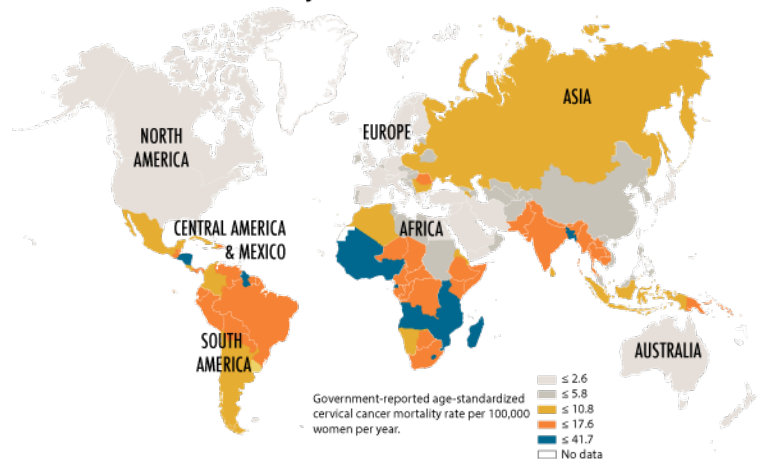 NORTH
AMERICA
EUROPE
ASIA
CENTRAL AMERICA
& MEXICO
AFRICA
SOUTH
AMERICA
AUSTRALIA
Government-reported age-standardized
cervical cancer mortality rate per 100,000
women per year.
≤ 2.6
≤ 5.8
≤ 10.8
≤ 17.6
≤ 41.7
No data